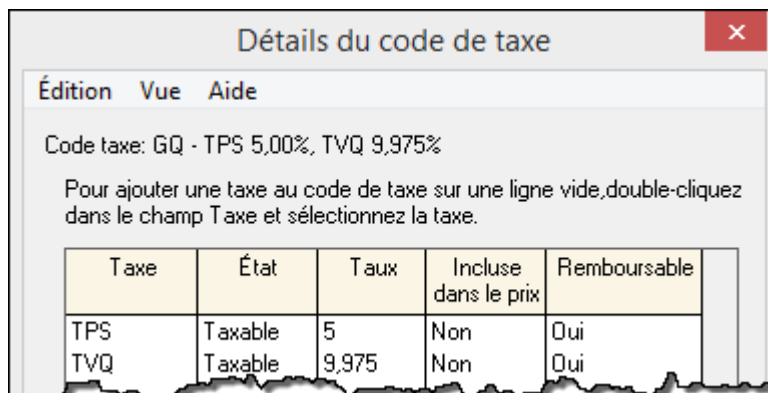 Détails du code de taxe
×
Édition Vue Aide
Code taxe: GQ - TPS 5,00%, TVQ 9,975%
Pour ajouter une taxe au code de taxe sur une ligne vide,double-cliquez
dans le champ Taxe et sélectionnez la taxe.
Taxe État Taux Incluse dans le prix Remboursable
TPS Taxable 5 Non Oui
TVQ Taxable 9,975 Non Oui